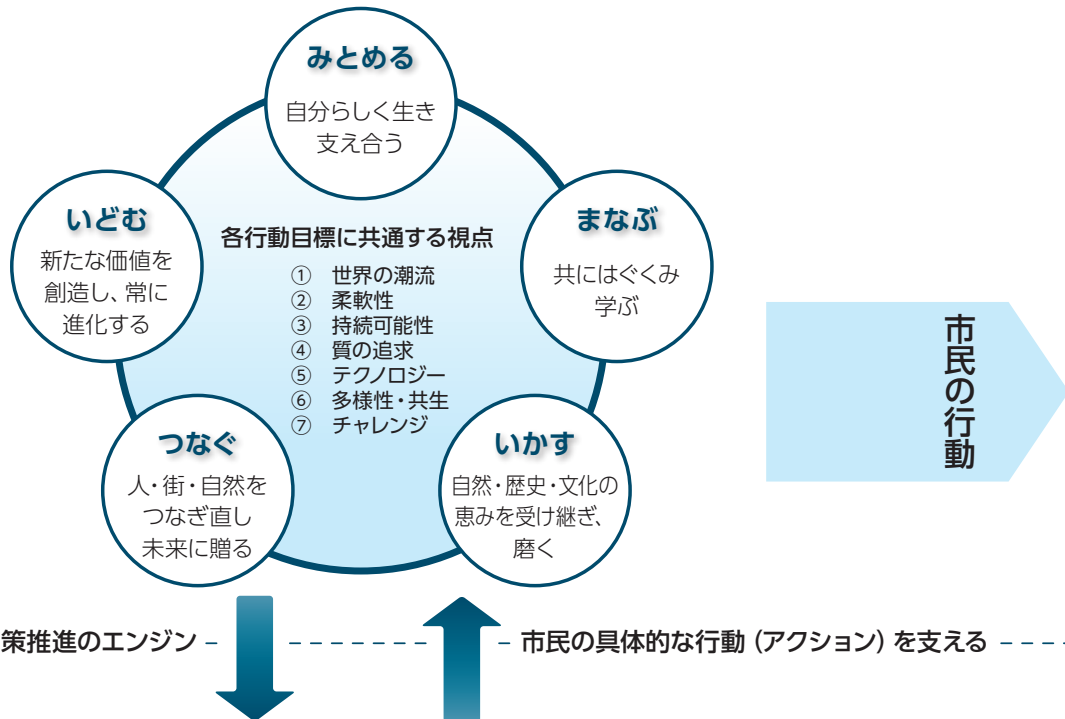 みとめる
自分らしく生き
支え合う
いどむ
新たな価値を
創造し、常に
進化する
まなぶ
共にはぐくみ
学ぶ
各行動目標に共通する視点
① 世界の潮流
② 柔軟性
③ 持続可能性
④ 質の追求
⑤ テクノロジー
⑥ 多様性・共生
⑦ チャレンジ
つなぐ
人・街・自然を
つなぎ直し
未来に贈る
いかす
自然・歴史・文化の
恵みを受け継ぎ、
磨く
市民の行動
策推進のエンジン
市民の具体的な行動（アクション）を支える